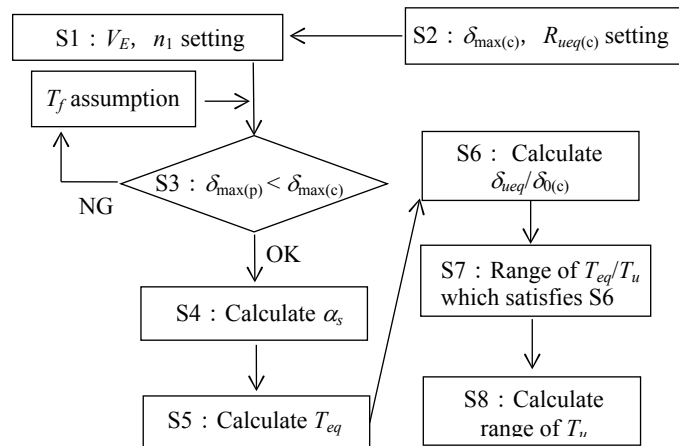 S1：V_E, n_1 setting
S2：δ_max(c), R_ueq(c) setting
T_f assumption
S3：δ_max(p) < δ_max(c)
NG
OK
S4：Calculate α_s
S5：Calculate T_eq
S6： Calculate
δ_ueq/δ_0(c)
S7：Range of T_eq/T_u
which satisfies S6
S8：Calculate
range of T_u